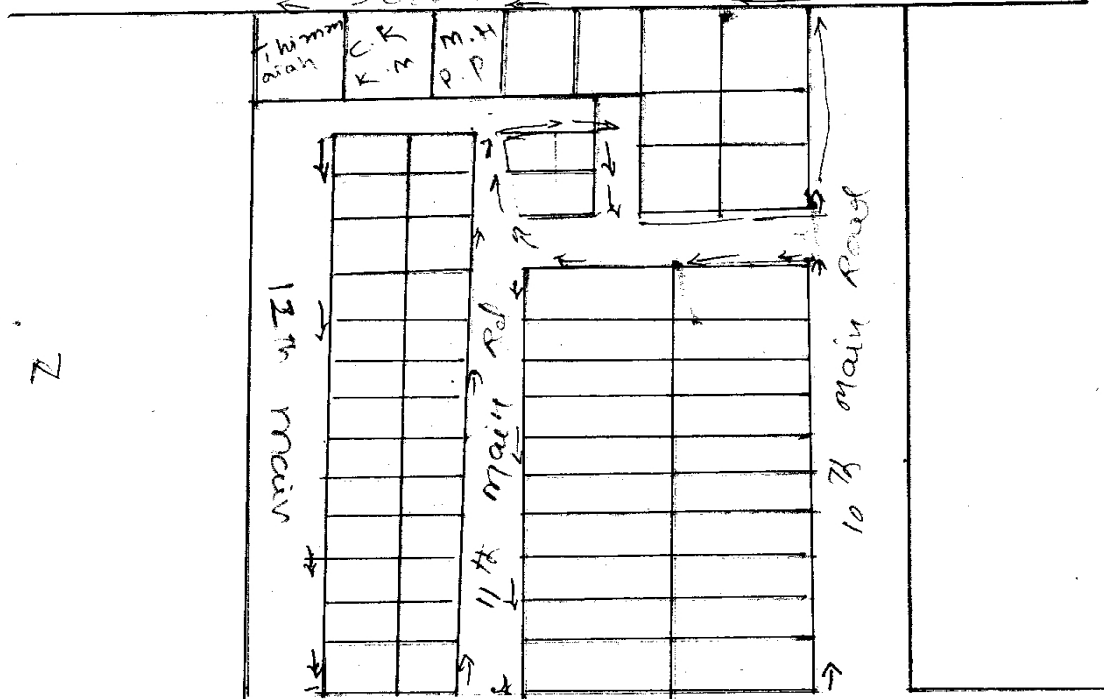 Thimm
aiah
C.K
K.M
M.H
P.P
12th main
11th Main Rd
10th Main Road
Z